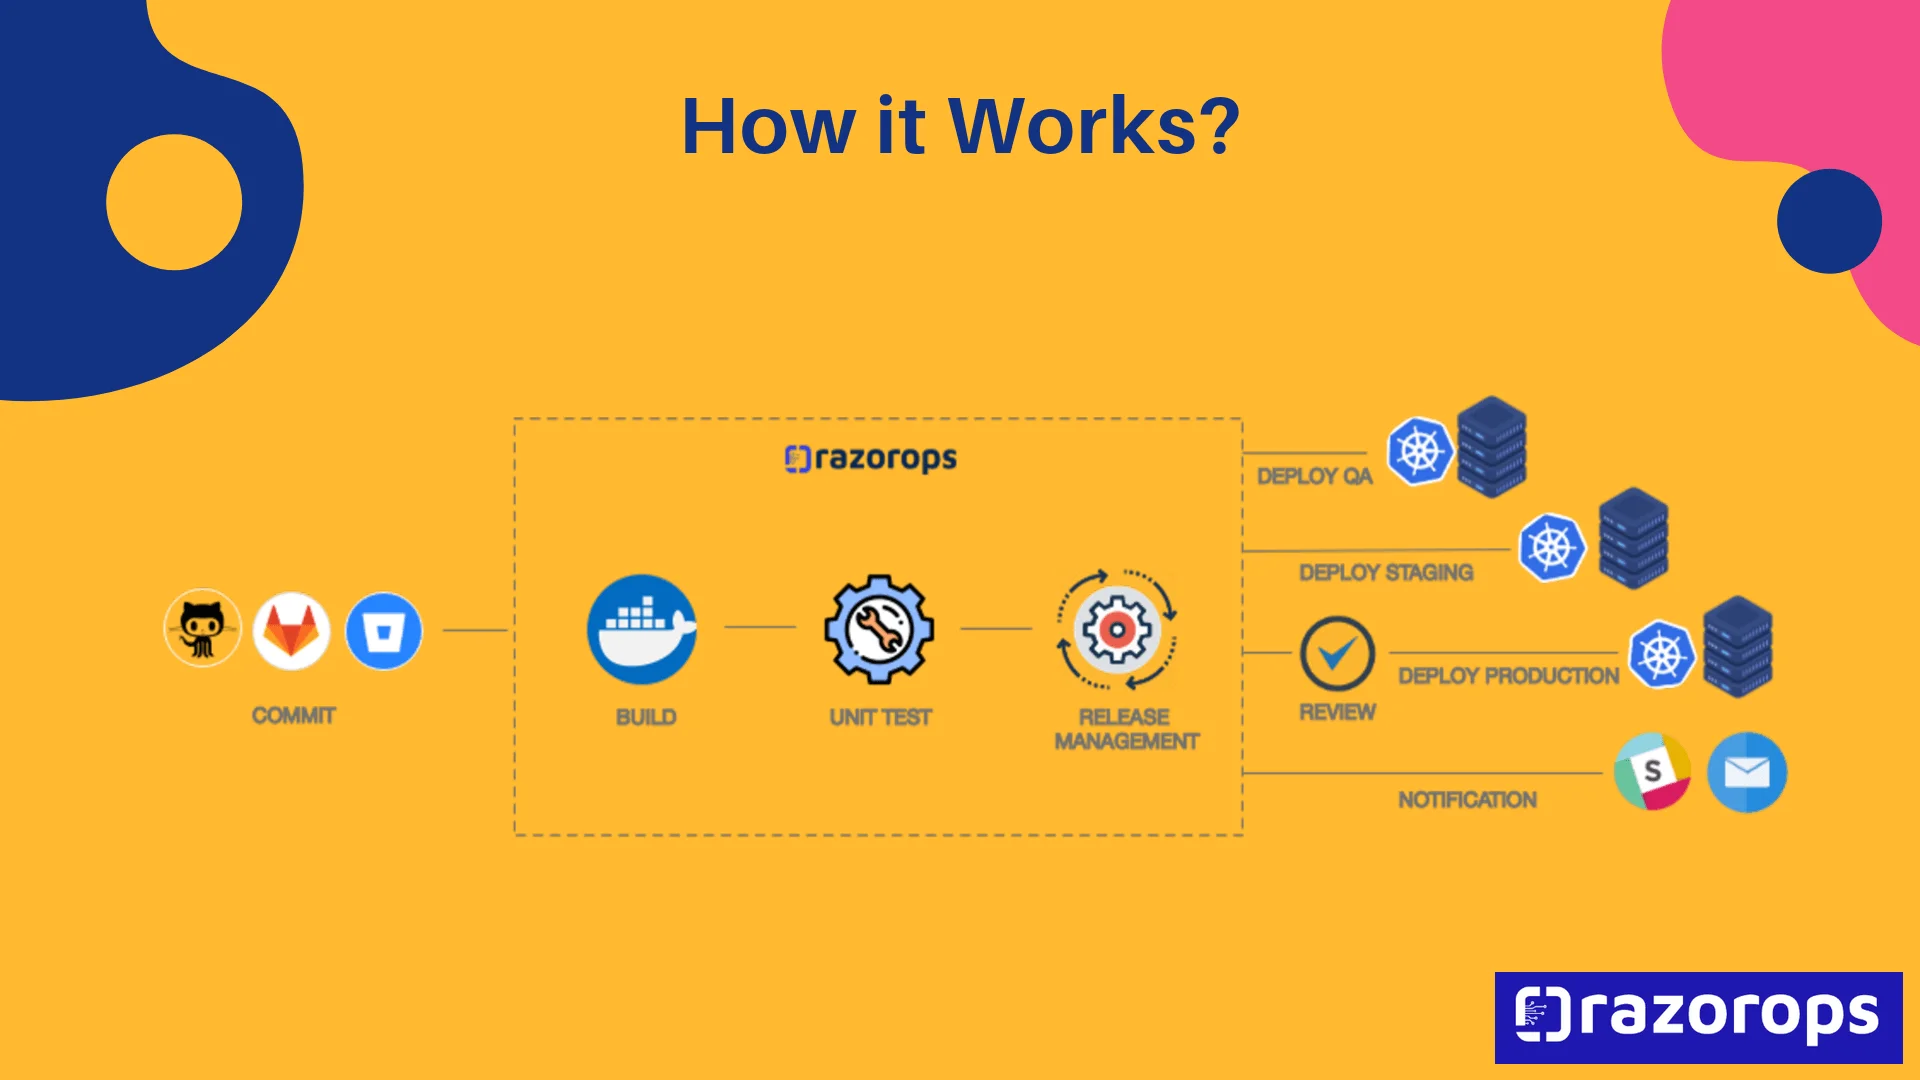 How it Works?
razorops
DEPLOY QA
DEPLOY STAGING
DEPLOY PRODUCTION
REVIEW
COMMIT
BUILD
UNIT TEST
RELEASE
MANAGEMENT
S
NOTIFICATION
razorops